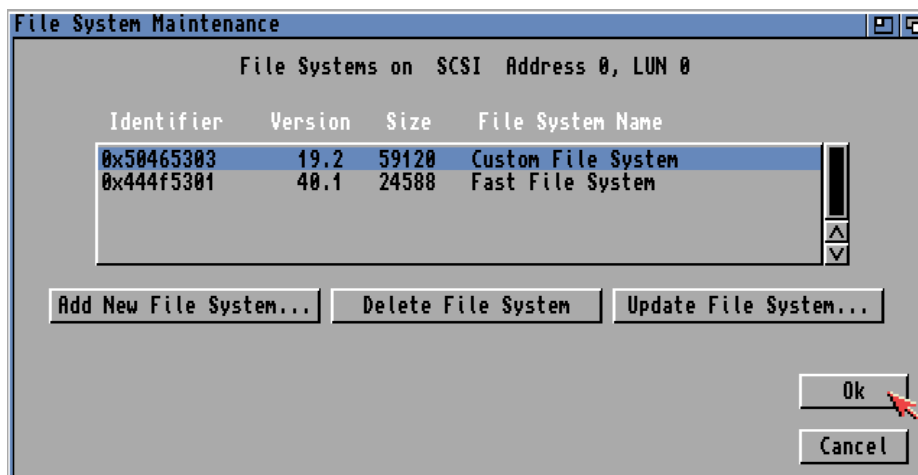 File System Maintenance
File Systems on SCSI Address 0, LUN 0
Identifier Version Size File System Name
0x50465303 19.2 59120 Custom File System
0x444f5301 40.1 24588 Fast File System
Add New File System... Delete File System Update File System...
Ok
Cancel